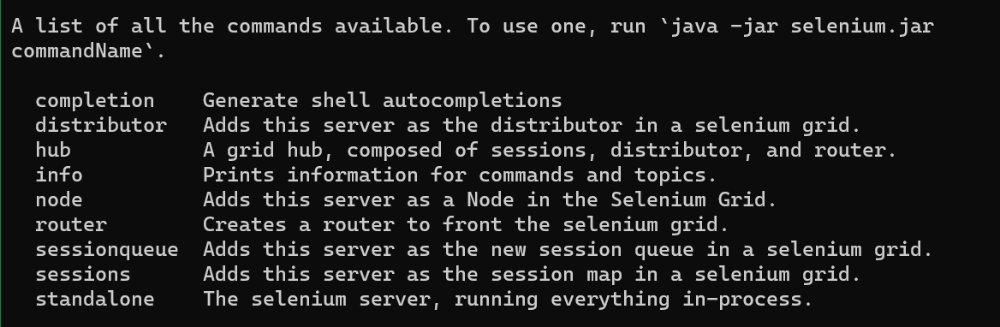 A list of all the commands available. To use one, run `java -jar selenium.jar
commandName`.
completion    Generate shell autocompletions
distributor   Adds this server as the distributor in a selenium grid.
hub           A grid hub, composed of sessions, distributor, and router.
info          Prints information for commands and topics.
node          Adds this server as a Node in the Selenium Grid.
router        Creates a router to front the selenium grid.
sessionqueue  Adds this server as the new session queue in a selenium grid.
sessions      Adds this server as the session map in a selenium grid.
standalone    The selenium server, running everything in-process.